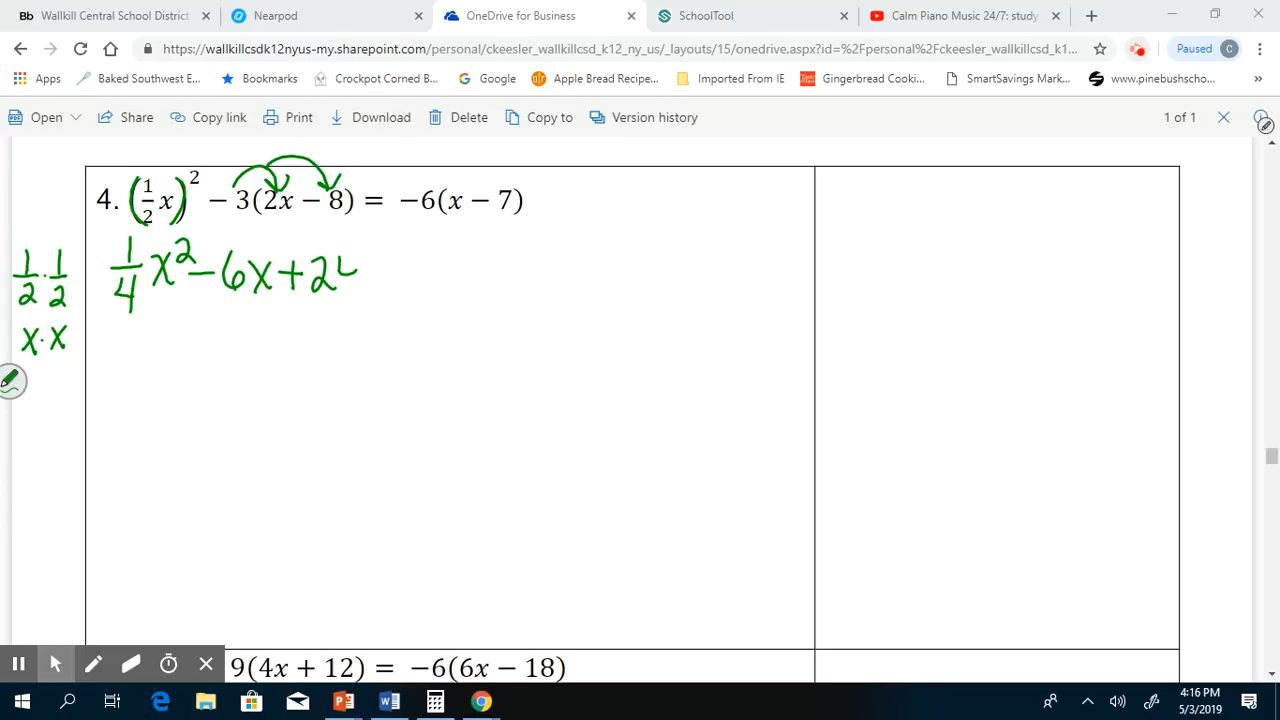 Wallkill Central School District
Nearpod
OneDrive for Business
SchoolTool
Calm Piano Music 24/7: study
https://wallkillcsdk12nyus-my.sharepoint.com/personal/ckeesler_wallkillcsd_k12_ny_us/_layouts/15/onedrive.aspx?id=%2Fpersonal%2Fckeesler_wallkillcsd_k1...
Paused C
Apps
Baked Southwest E...
Bookmarks
Crockpot Corned B...
Google
Apple Bread Recipe...
Imported From IE
Gingerbread Cooki...
SmartSavings Mark...
www.pinebushscho...
»
Open
Share
Copy link
Print
Download
Delete
Copy to
Version history
1 of 1
4. (1/2 x)² − 3(2x − 8) = −6(x − 7)
1/2 · 1/2
1/4 x² − 6x + 24
x · x
9(4x + 12) = −6(6x − 18)
4:16 PM
5/3/2019